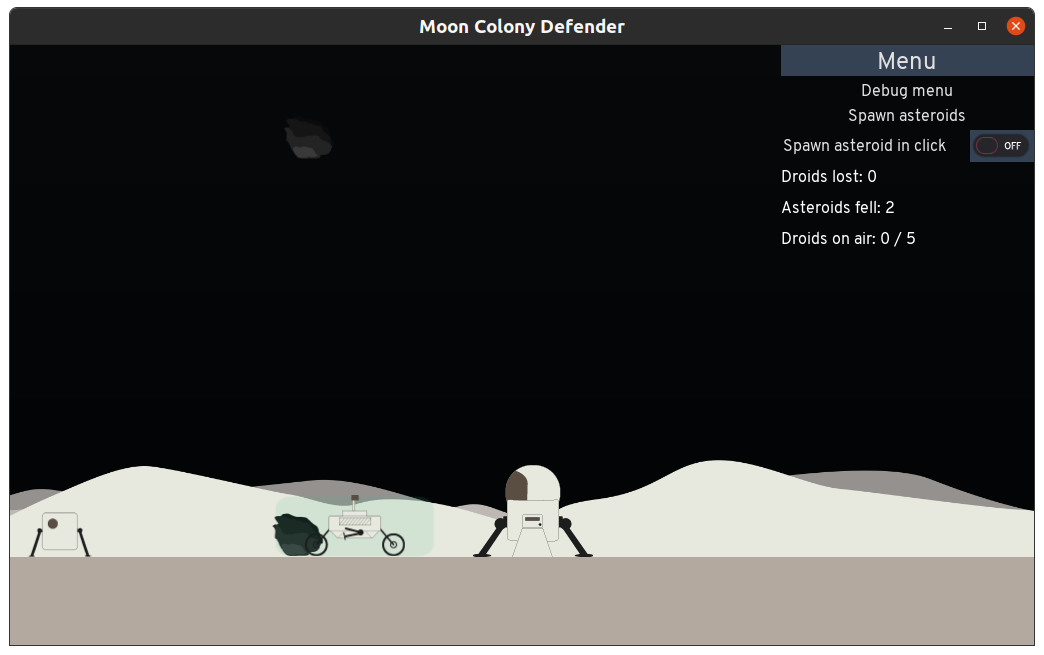 Moon Colony Defender
Menu
Debug menu
Spawn asteroids
Spawn asteroid in click OFF
Droids lost: 0
Asteroids fell: 2
Droids on air: 0 / 5